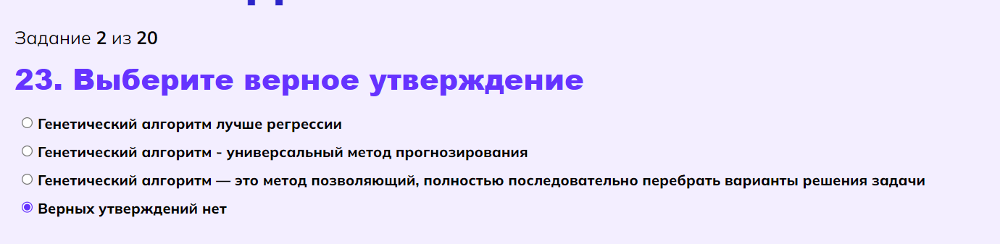 Задание 2 из 20
23. Выберите верное утверждение
Генетический алгоритм лучше регрессии
Генетический алгоритм - универсальный метод прогнозирования
Генетический алгоритм — это метод позволяющий, полностью последовательно перебрать варианты решения задачи
Верных утверждений нет